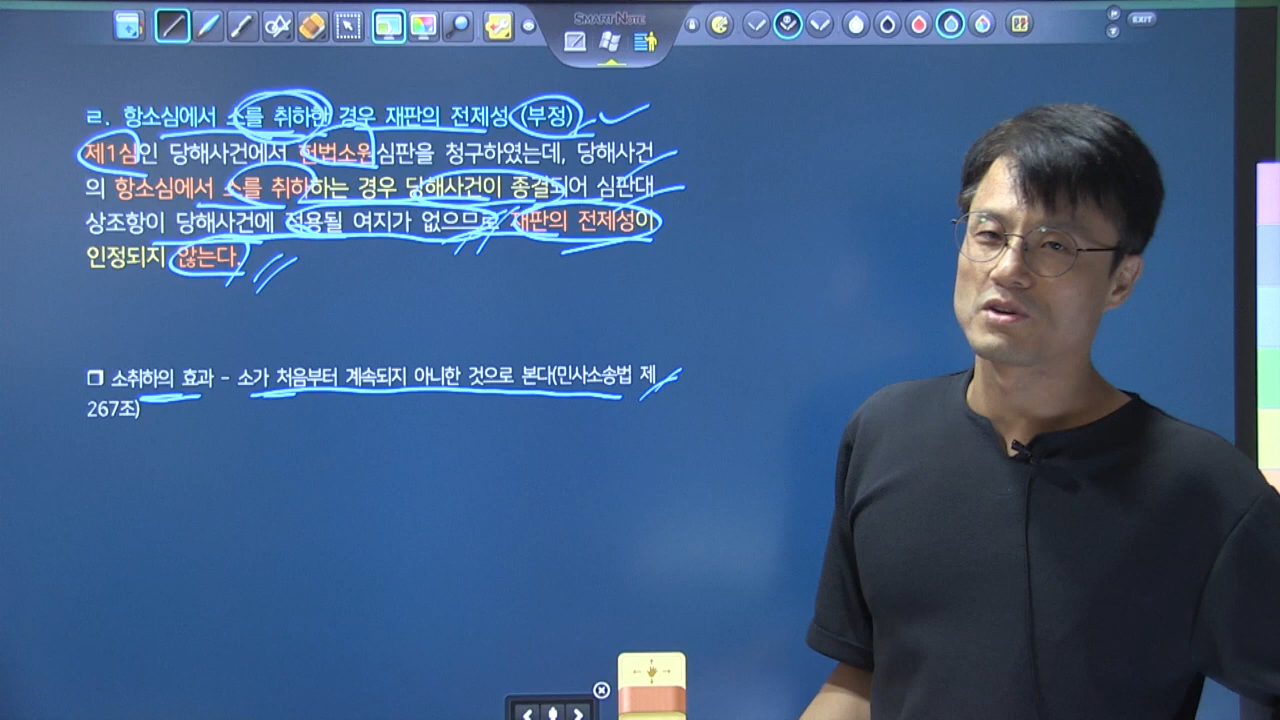 SMART NOTE
EXIT
ㄹ. 항소심에서 소를 취하한 경우 재판의 전제성 (부정)
제1심인 당해사건에서 헌법소원심판을 청구하였는데, 당해사건
의 항소심에서 소를 취하하는 경우 당해사건이 종결되어 심판대
상조항이 당해사건에 적용될 여지가 없으므로 재판의 전제성이
인정되지 않는다.
❒ 소취하의 효과 - 소가 처음부터 계속되지 아니한 것으로 본다(민사소송법 제
267조)